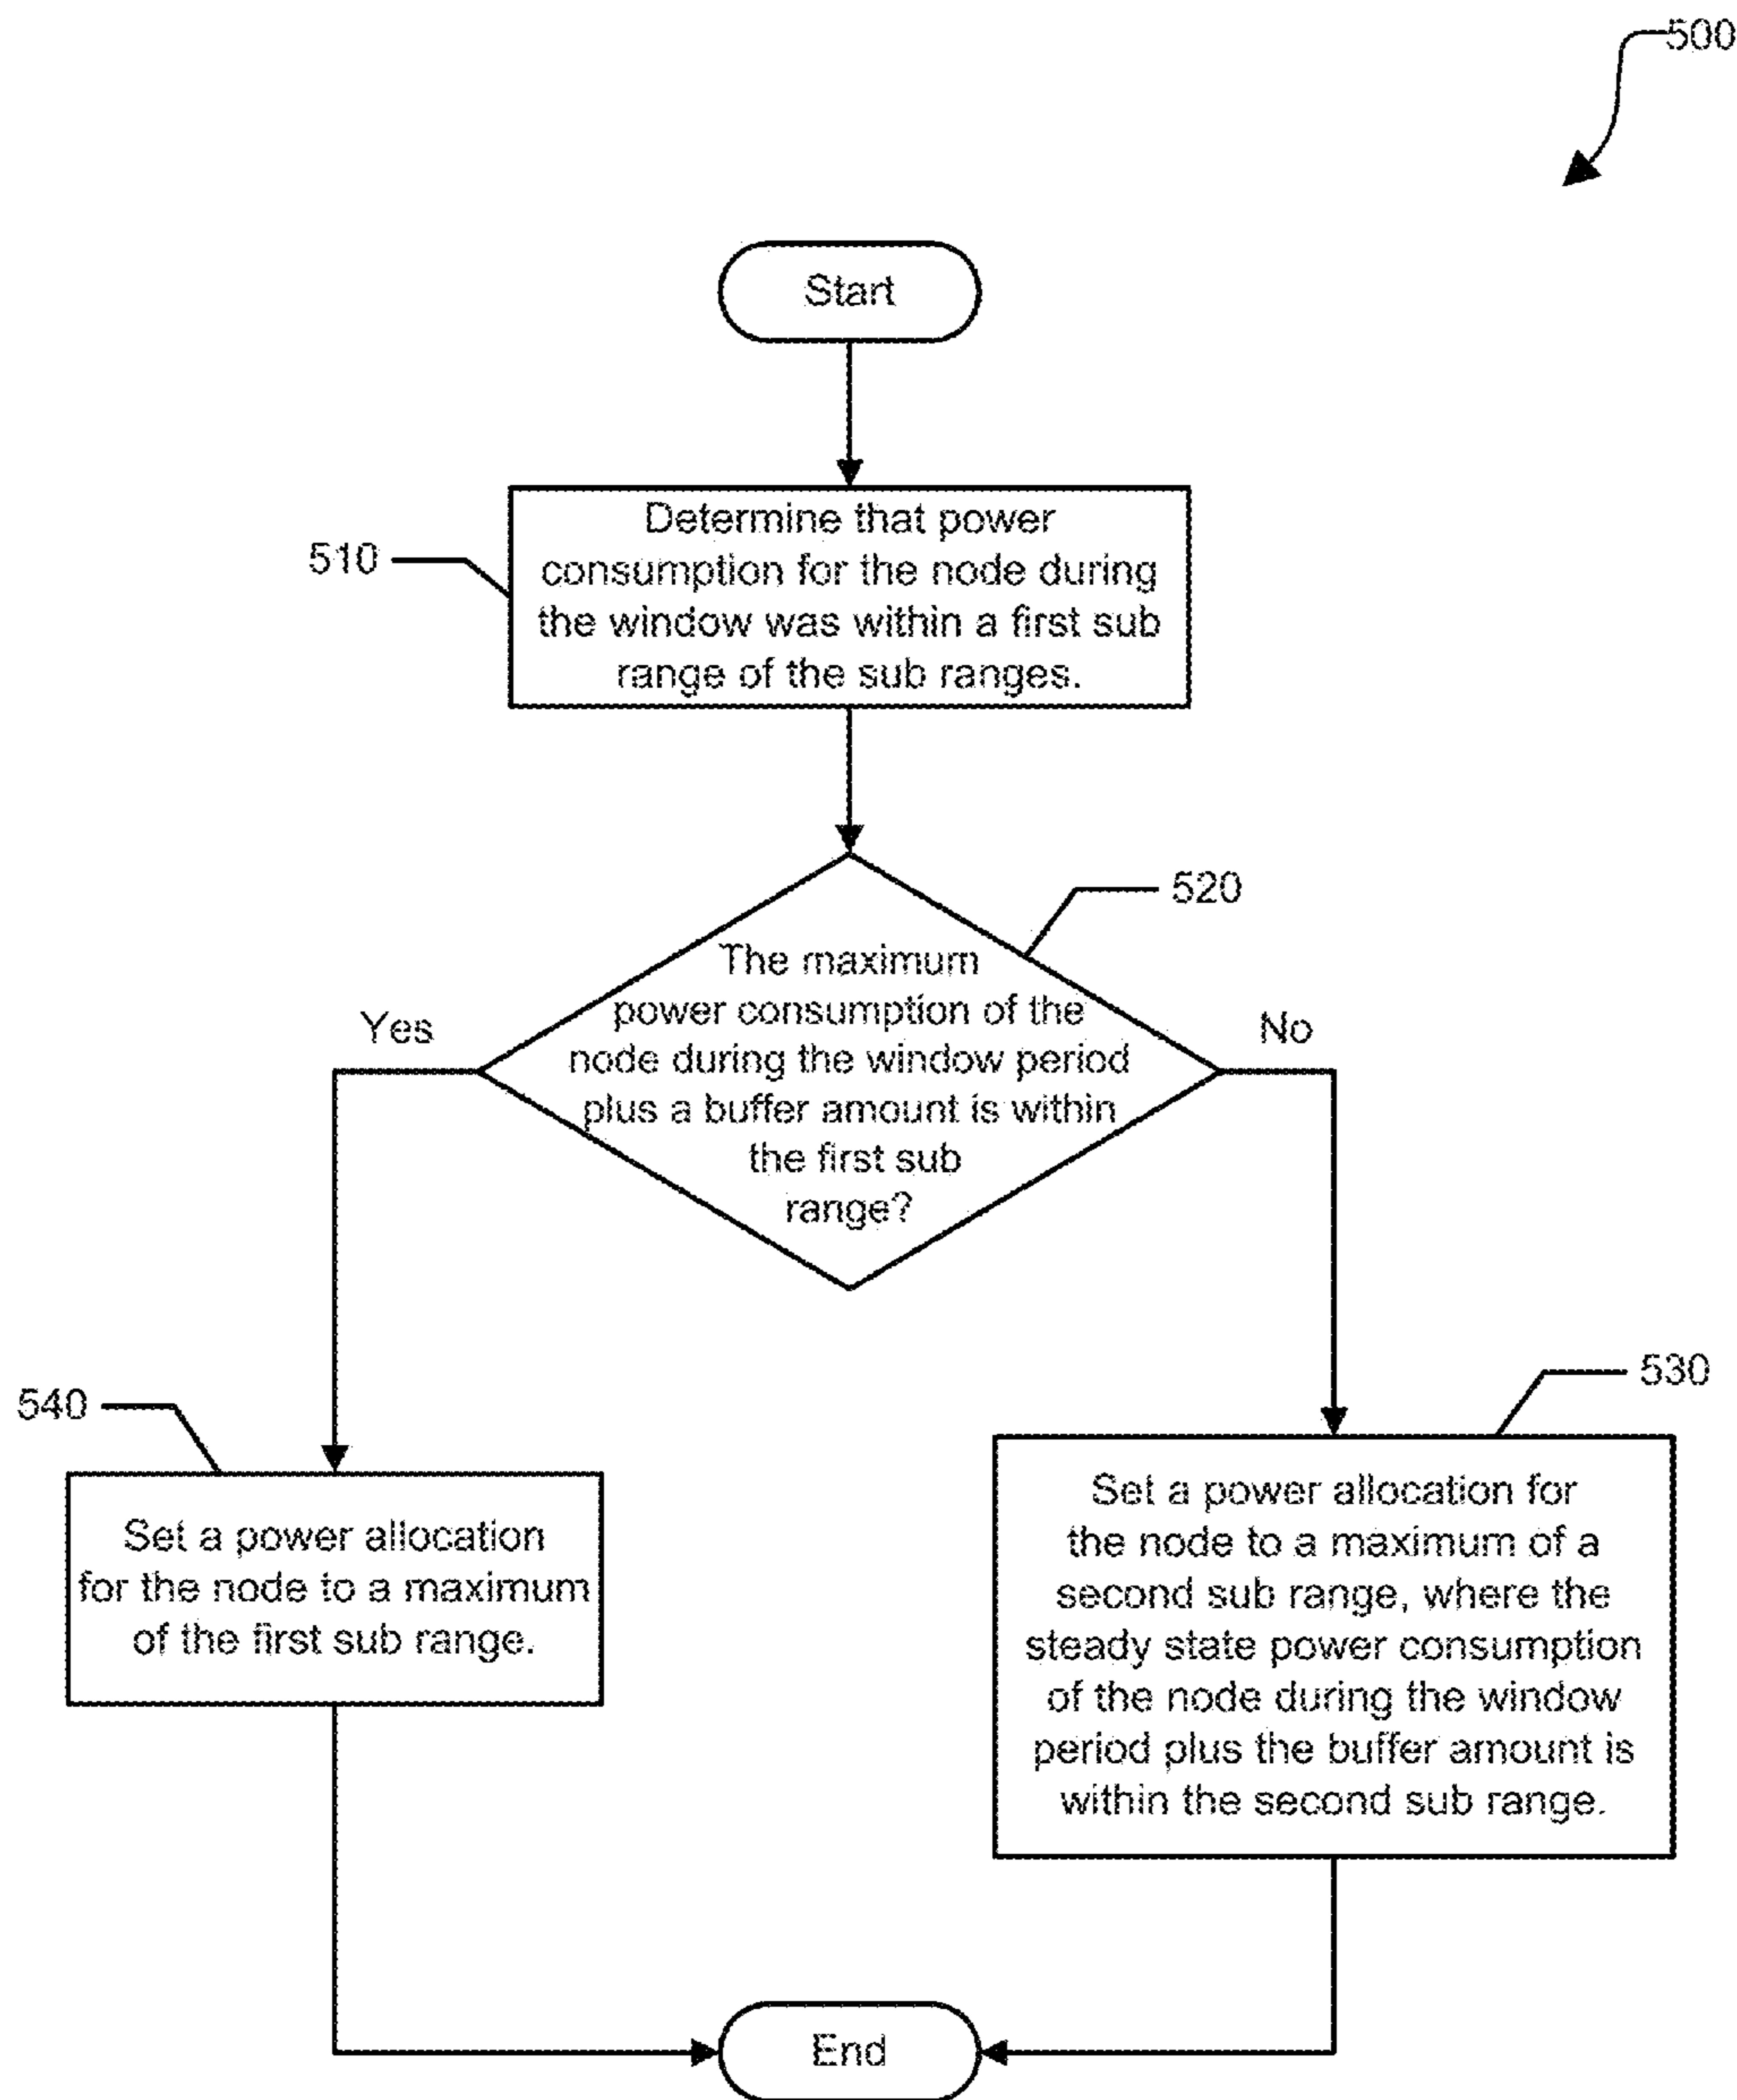 500
Start
510
Determine that power
consumption for the node during
the window was within a first sub
range of the sub ranges.
520
The maximum
power consumption of the
node during the window period
plus a buffer amount is within
the first sub
range?
Yes
No
540
Set a power allocation
for the node to a maximum
of the first sub range.
530
Set a power allocation for
the node to a maximum of a
second sub range, where the
steady state power consumption
of the node during the window
period plus the buffer amount is
within the second sub range.
End